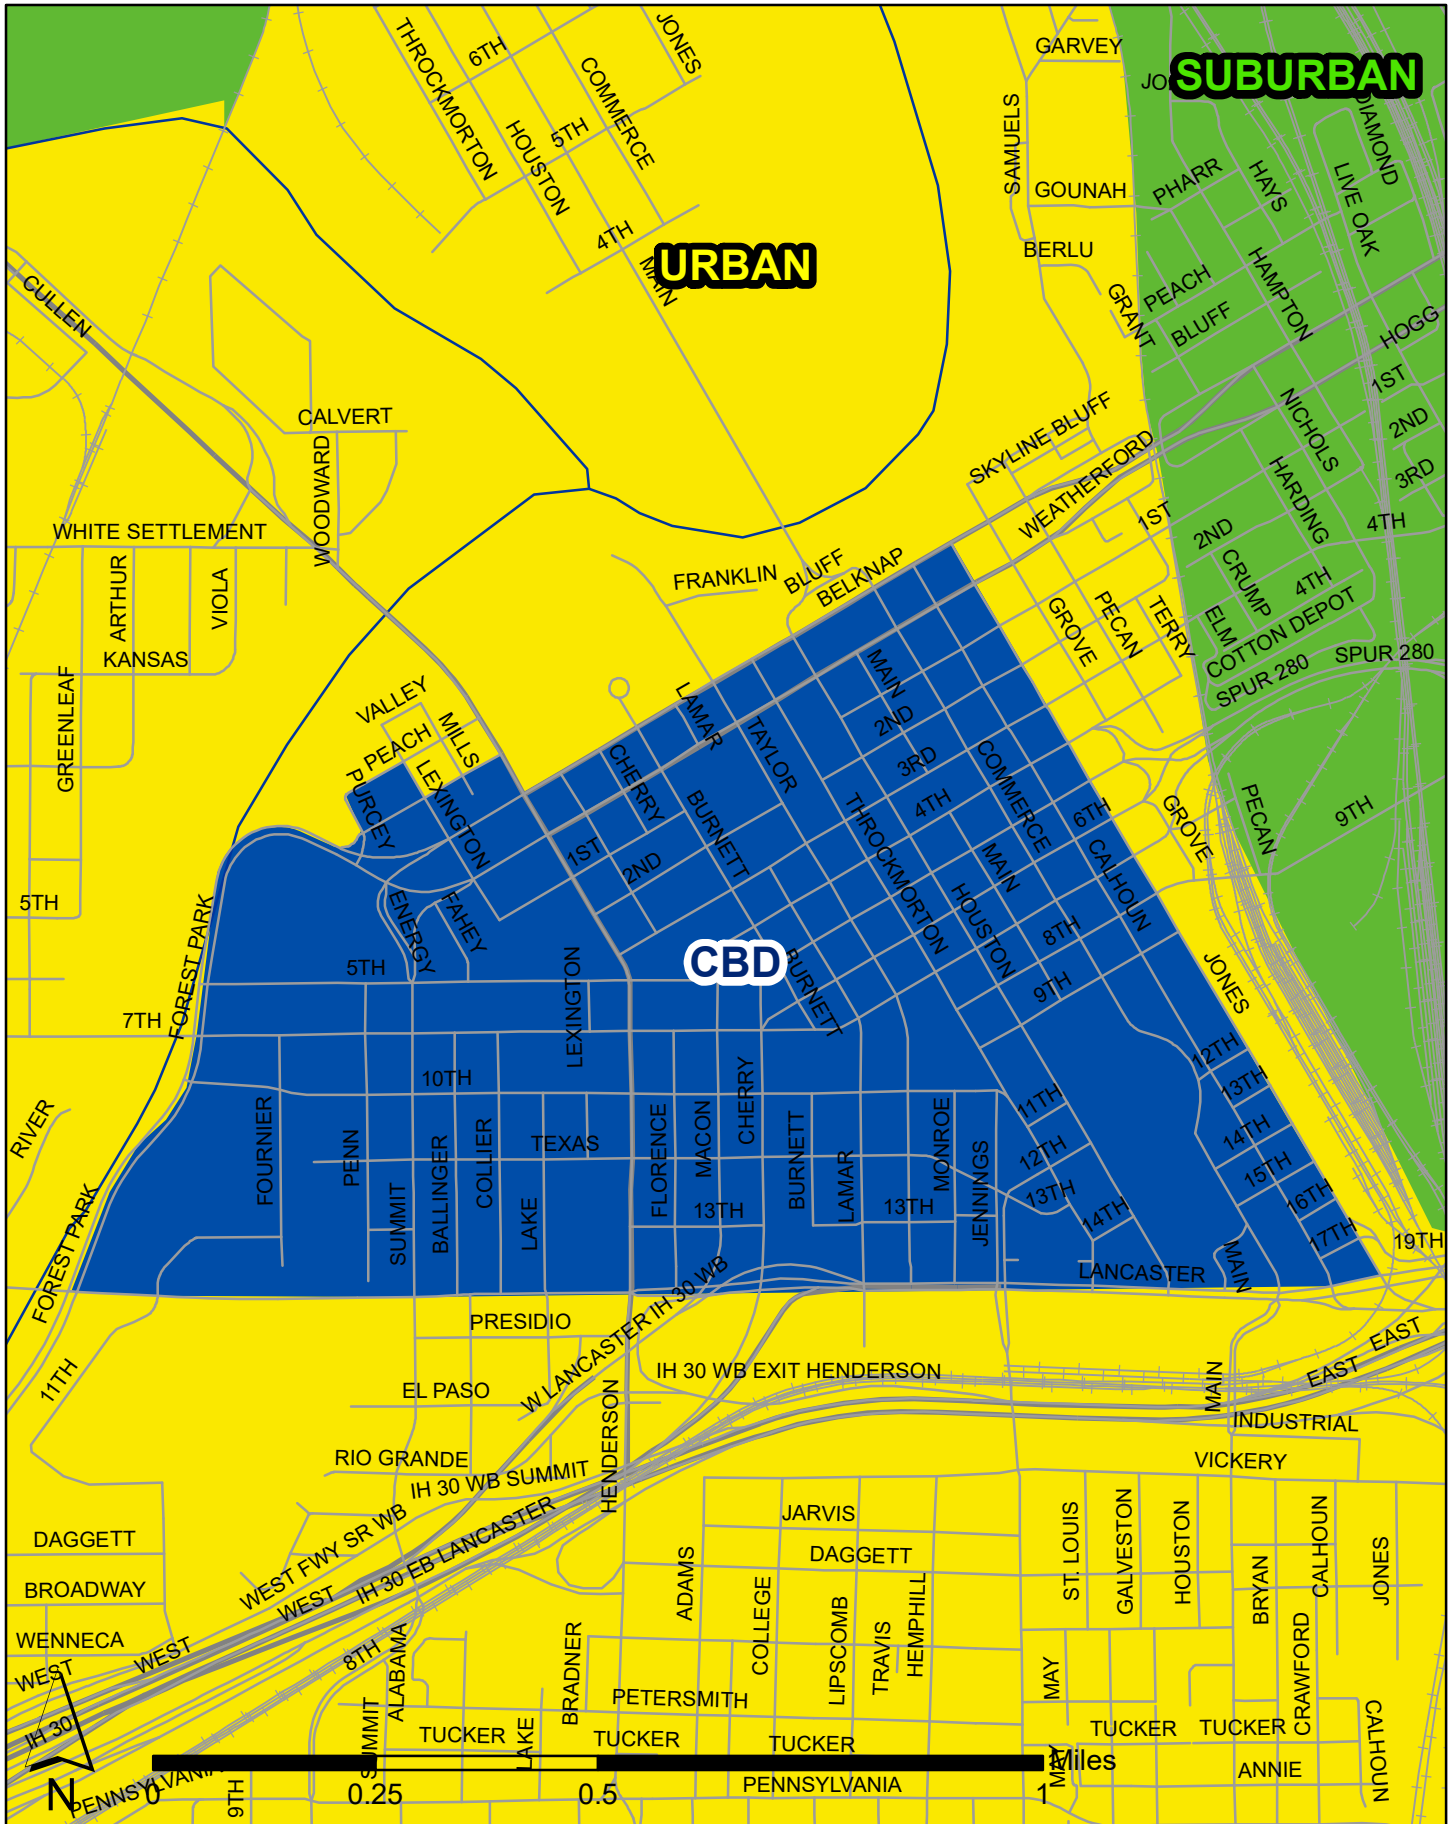 THROCKMORTON
6TH
JONES
COMMERCE
HOUSTON
5TH
4TH
MAIN
URBAN
GARVEY
SAMUELS
GOUNAH
BERLU
GRANT
SUBURBAN
DIAMOND
PHARR
HAYS
LIVE OAK
PEACH
BLUFF
HAMPTON
HOGG
1ST
2ND
3RD
NICHOLS
HARDING
4TH
CULLEN
CALVERT
WOODWARD
WHITE SETTLEMENT
ARTHUR
VIOLA
KANSAS
GREENLEAF
5TH
SKYLINE BLUFF
WEATHERFORD
1ST
2ND
CRUMP
4TH
ELM
COTTON DEPOT
SPUR 280
SPUR 280
FRANKLIN
BLUFF
BELKNAP
GROVE
PECAN
TERRY
VALLEY
PEACH
MILLS
PURCEY
LEXINGTON
LAMAR
CHERRY
TAYLOR
MAIN
2ND
3RD
4TH
COMMERCE
6TH
BURNETT
1ST
2ND
THROCKMORTON
MAIN
CALHOUN
GROVE
PECAN
9TH
ENERGY
FAHEY
HOUSTON
8TH
9TH
FOREST PARK
5TH
LEXINGTON
CBD
BURNETT
JONES
7TH
10TH
CHERRY
12TH
13TH
11TH
14TH
RIVER
FOURNIER
PENN
BALLINGER
COLLIER
TEXAS
FLORENCE
MACON
BURNETT
MONROE
12TH
15TH
SUMMIT
LAKE
13TH
LAMAR
13TH
JENNINGS
13TH
14TH
16TH
17TH
19TH
FOREST PARK
LANCASTER
MAIN
PRESIDIO
W LANCASTER IH 30 WB
11TH
EL PASO
IH 30 WB EXIT HENDERSON
EAST
EAST
MAIN
HENDERSON
INDUSTRIAL
RIO GRANDE
IH 30 WB SUMMIT
VICKERY
JARVIS
DAGGETT
WEST FWY SR WB
IH 30 EB LANCASTER
WEST
DAGGETT
ST. LOUIS
GALVESTON
HOUSTON
CALHOUN
JONES
BROADWAY
ADAMS
COLLEGE
LIPSCOMB
TRAVIS
HEMPHILL
BRYAN
CRAWFORD
WENNECA
WEST
WEST
8TH
ALABAMA
BRADNER
MAY
IH 30
SUMMIT
PETERSMITH
TUCKER
LAKE
TUCKER
TUCKER
TUCKER
TUCKER
CALHOUN
MAY
Miles
ANNIE
N
PENNSYLVANIA
0
9TH
0.25
0.5
PENNSYLVANIA
1